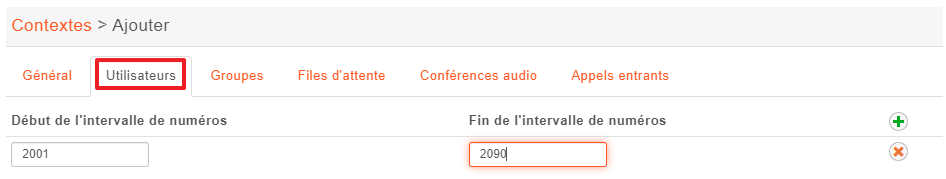 Contextes > Ajouter
Général Utilisateurs Groupes Files d'attente Conférences audio Appels entrants
Début de l'intervalle de numéros Fin de l'intervalle de numéros
2001 2090